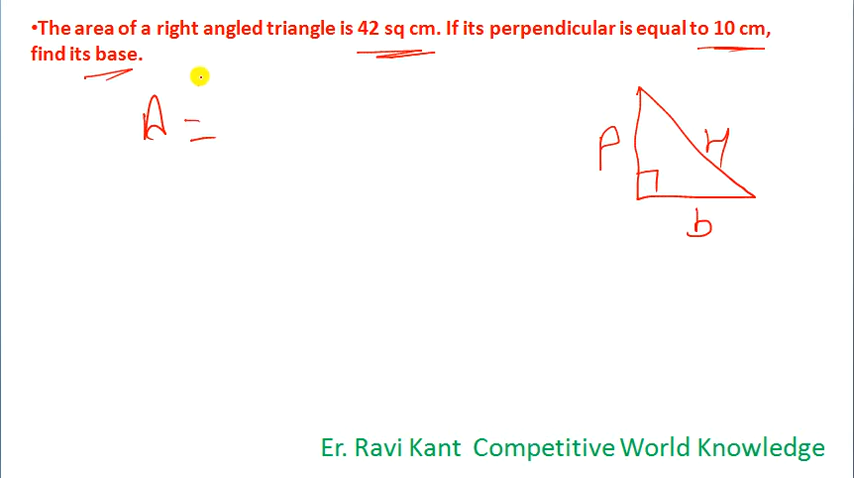 •The area of a right angled triangle is 42 sq cm. If its perpendicular is equal to 10 cm,
find its base.
A =
P
H
b
Er. Ravi Kant Competitive World Knowledge